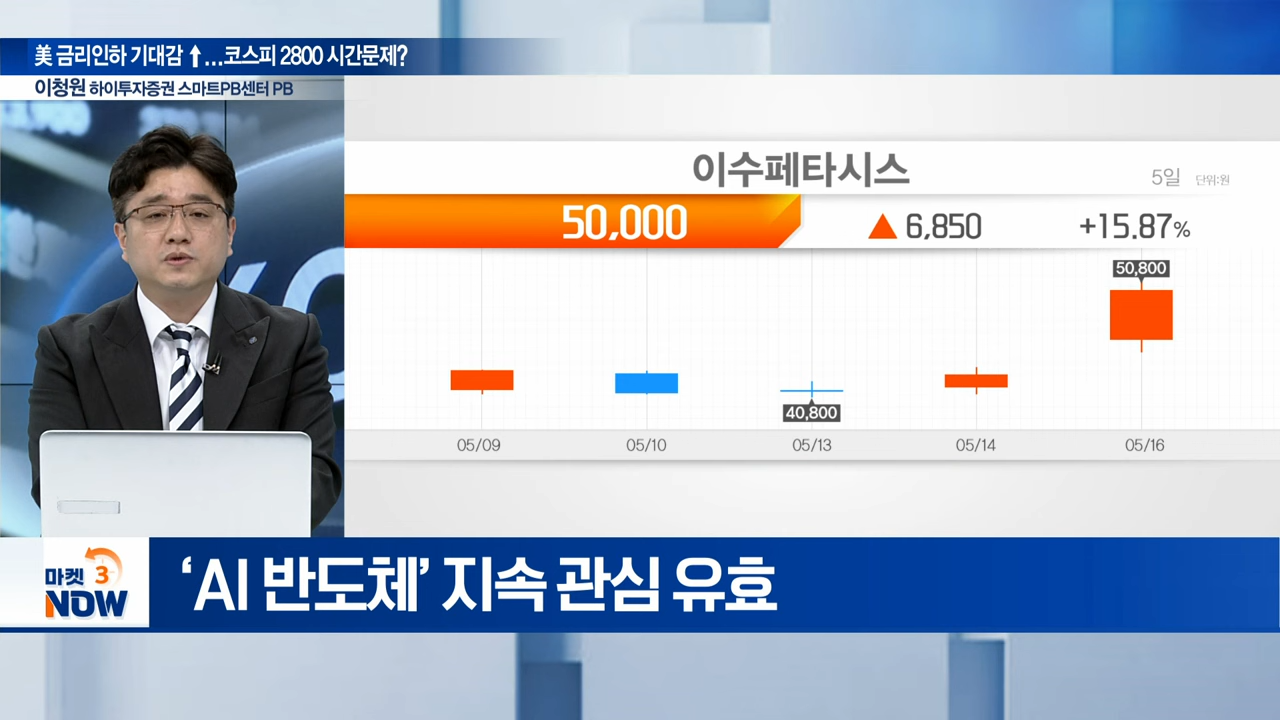 美 금리인하 기대감⬆...코스피 2800 시간문제?
이청원 하이투자증권 스마트PB센터 PB
이수페타시스
5일 단위:원
50,000 ▲ 6,850 +15.87%
50,800
40,800
05/09 05/10 05/13 05/14 05/16
마켓 3
NOW
‘AI 반도체’ 지속 관심 유효